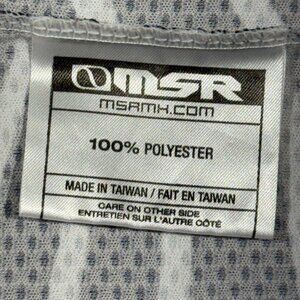 MSR
MSRMX.COM
100% POLYESTER
MADE IN TAIWAN / FAIT EN TAIWAN
CARE ON OTHER SIDE
ENTRETIEN SUR L'AUTRE CÔTÉ